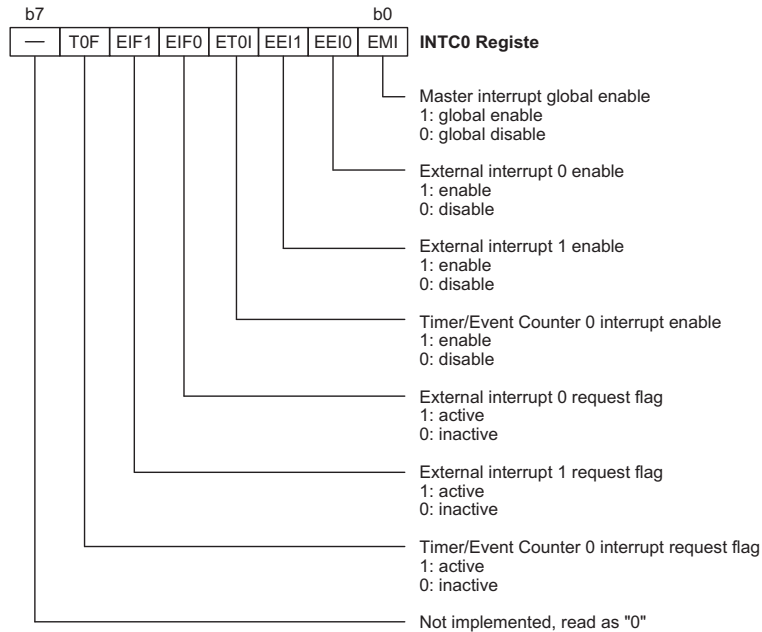 b7 b0
— T0F EIF1 EIF0 ET0I EEI1 EEI0 EMI INTC0 Registe
Master interrupt global enable
1: global enable
0: global disable
External interrupt 0 enable
1: enable
0: disable
External interrupt 1 enable
1: enable
0: disable
Timer/Event Counter 0 interrupt enable
1: enable
0: disable
External interrupt 0 request flag
1: active
0: inactive
External interrupt 1 request flag
1: active
0: inactive
Timer/Event Counter 0 interrupt request flag
1: active
0: inactive
Not implemented, read as "0"